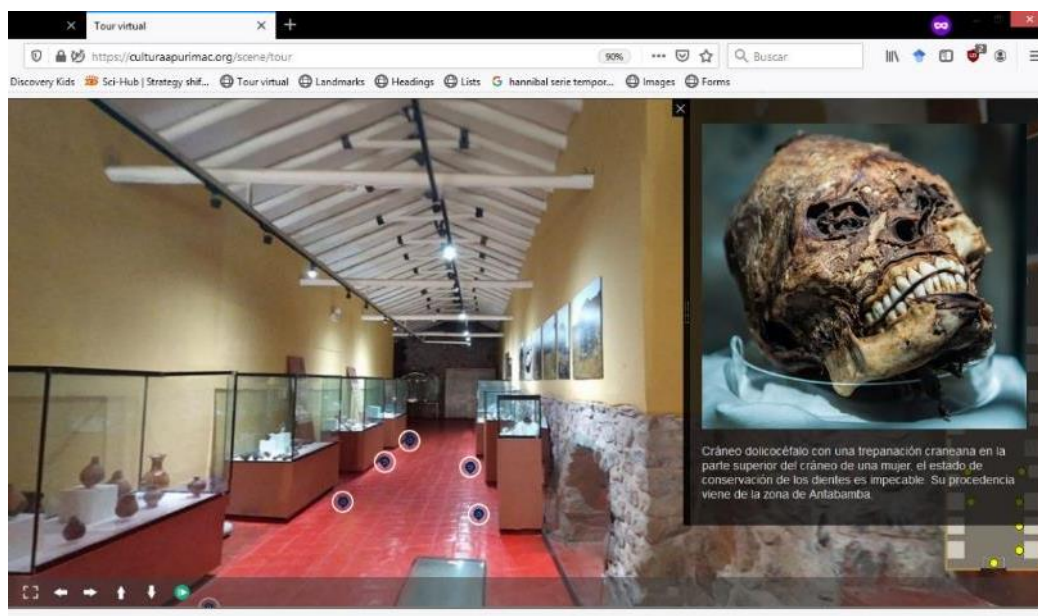 Tour virtual
https://culturaapurimac.org/scene/tour
90%
Buscar
Discovery Kids
Sci-Hub | Strategy shif...
Tour virtual
Landmarks
Headings
Lists
G hannibal serie tempor...
Images
Forms
Cráneo dolicocéfalo con una trepanación craneana en la
parte superior del cráneo de una mujer, el estado de
conservación de los dientes es impecable. Su procedencia
viene de la zona de Antabamba.